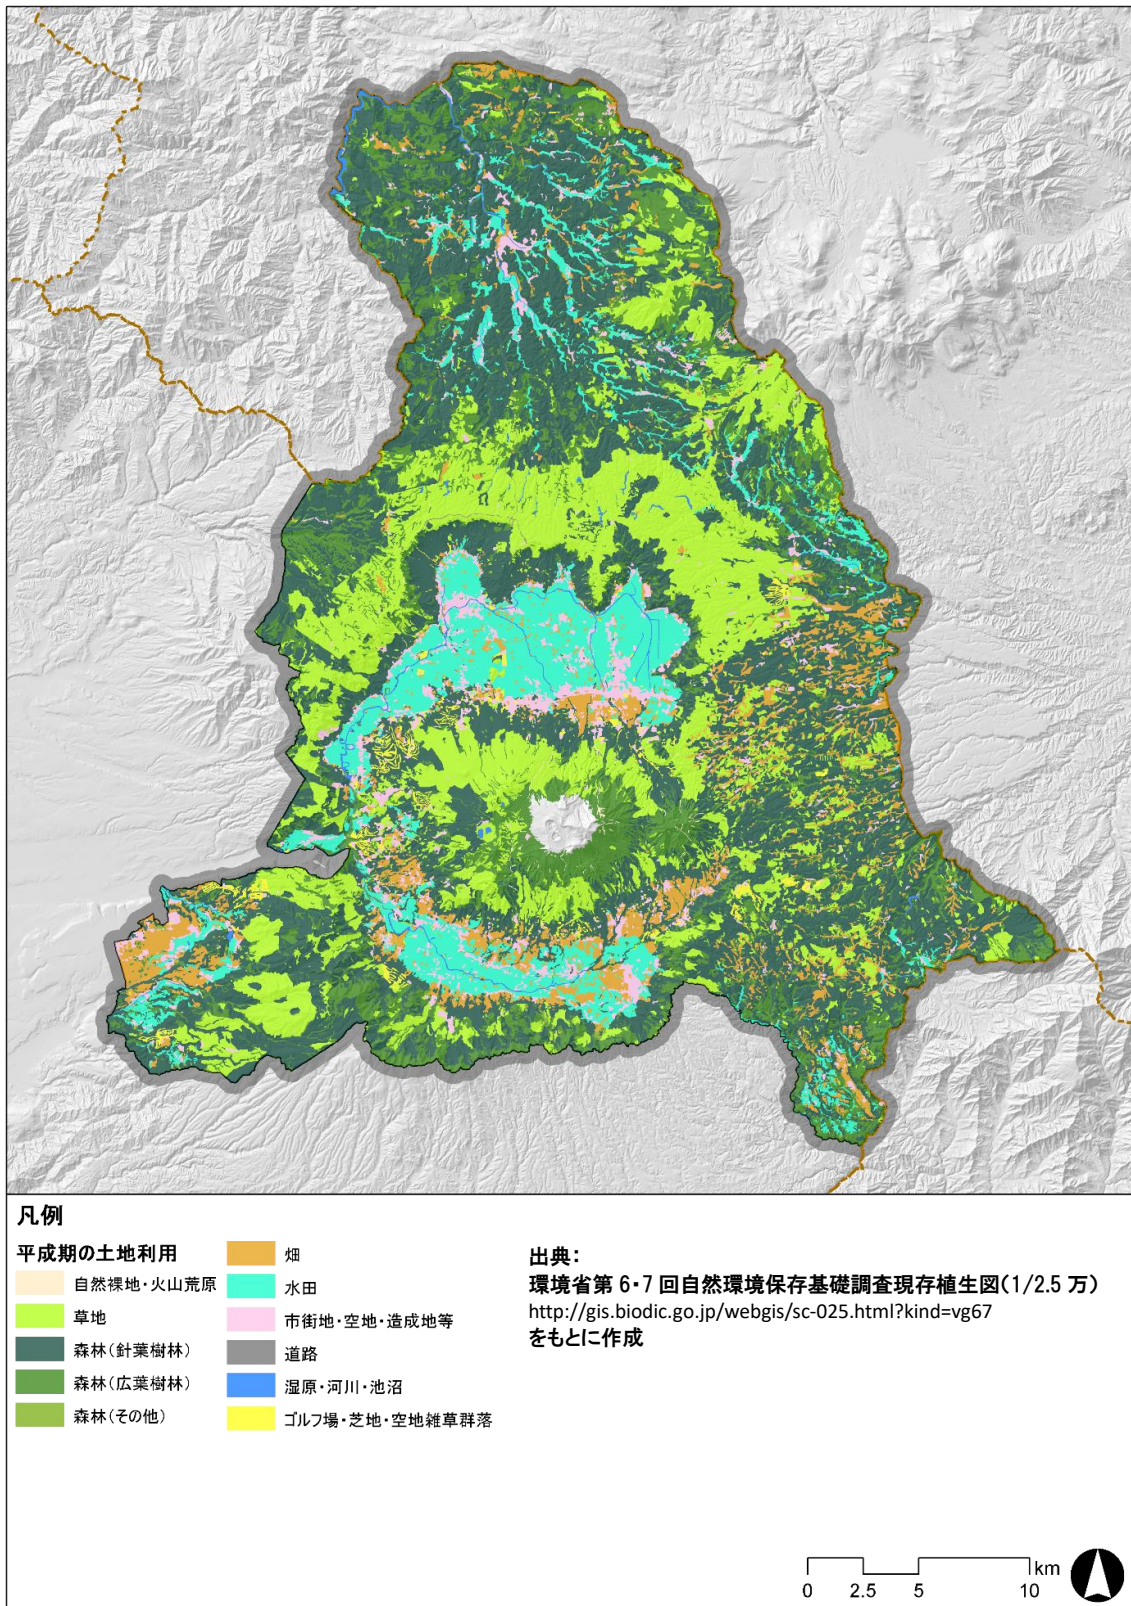 凡例
平成期の土地利用
自然裸地・火山荒原
草地
森林（針葉樹林）
森林（広葉樹林）
森林（その他）
畑
水田
市街地・空地・造成地等
道路
湿原・河川・池沼
ゴルフ場・芝地・空地雑草群落
出典：
環境省第 6・7 回自然環境保存基礎調査現存植生図（1/2.5 万）
http://gis.biodic.go.jp/webgis/sc-025.html?kind=vg67
をもとに作成
km
0 2.5 5 10